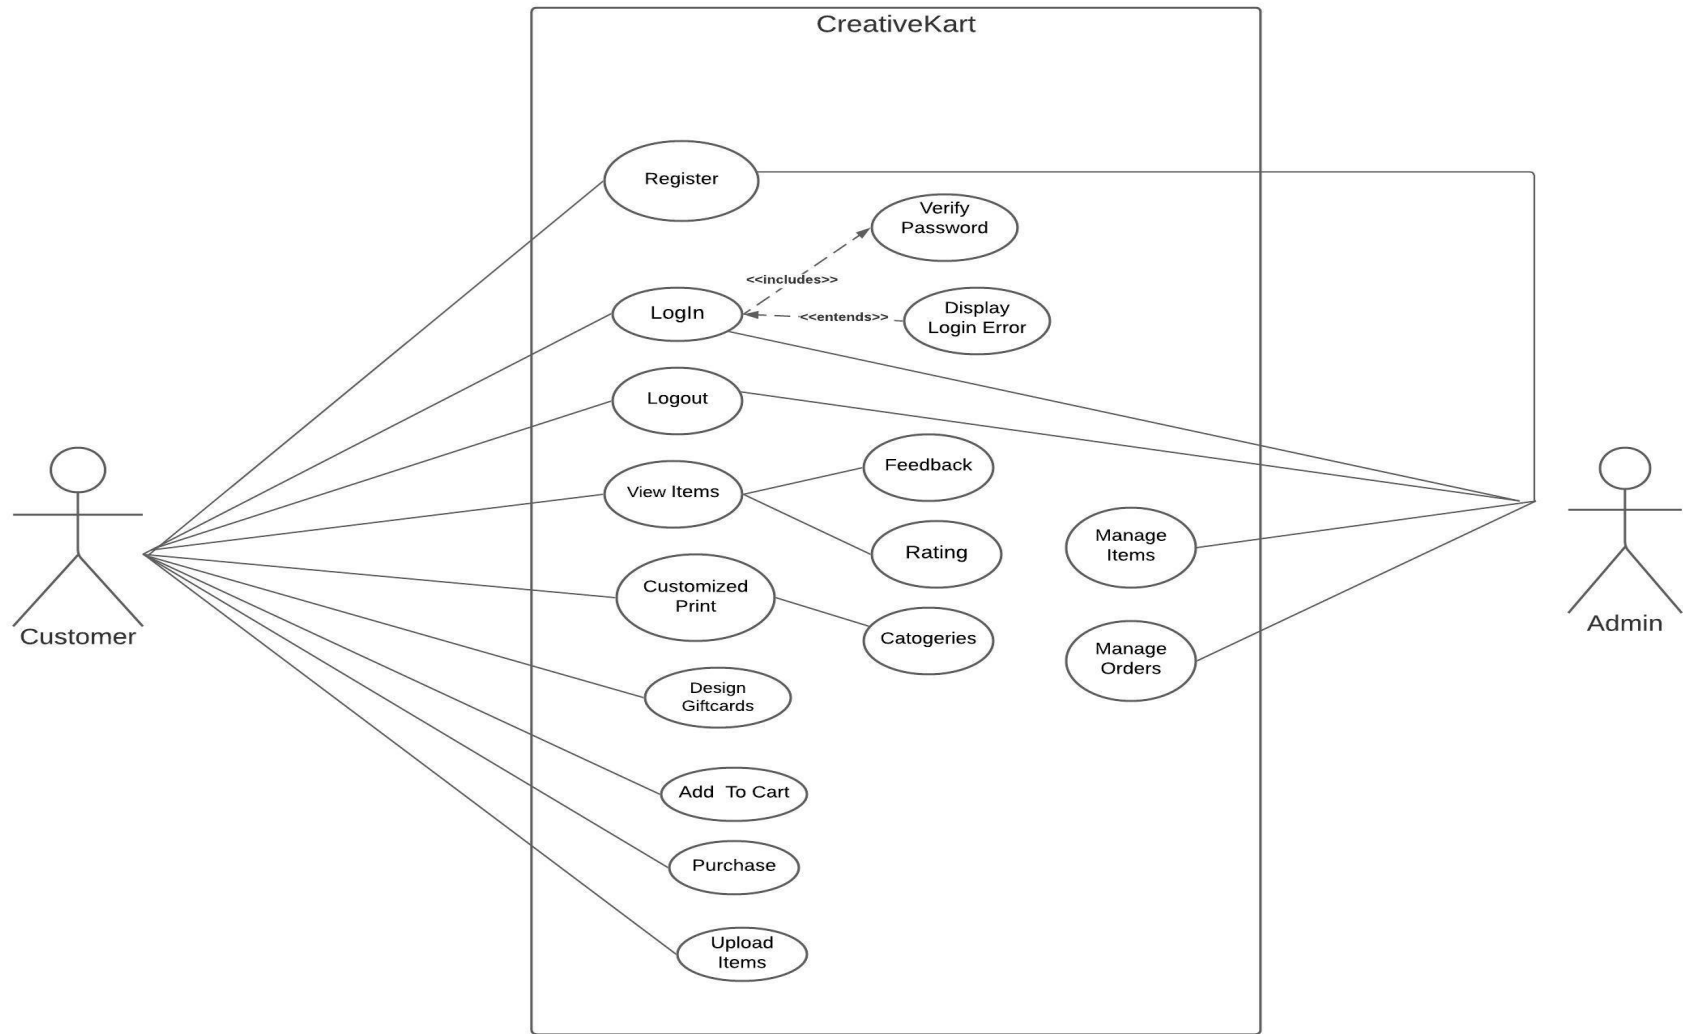 CreativeKart
Register
Verify
Password
<<includes>>
LogIn
<<entends>>
Display
Login Error
Logout
Feedback
View Items
Rating
Manage
Items
Customized
Print
Catogeries
Customer
Admin
Manage
Orders
Design
Giftcards
Add To Cart
Purchase
Upload
Items